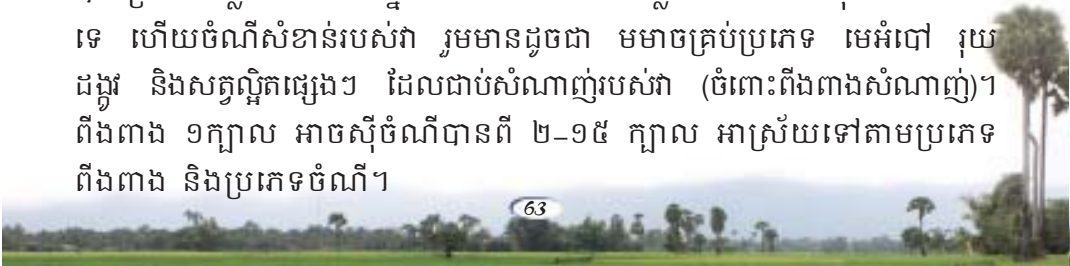 ទេ ហើយចំណីសំខាន់របស់វា រួមមានដូចជា មមាចគ្រប់ប្រភេទ មេអំបៅ រុយ
ដង្កូវ និងសត្វល្អិតផ្សេងៗ ដែលជាប់សំណាញ់របស់វា (ចំពោះពីងពាងសំណាញ់)។
ពីងពាង ១ក្បាល អាចស៊ីចំណីបានពី ២–១៥ ក្បាល អាស្រ័យទៅតាមប្រភេទ
ពីងពាង និងប្រភេទចំណី។
63